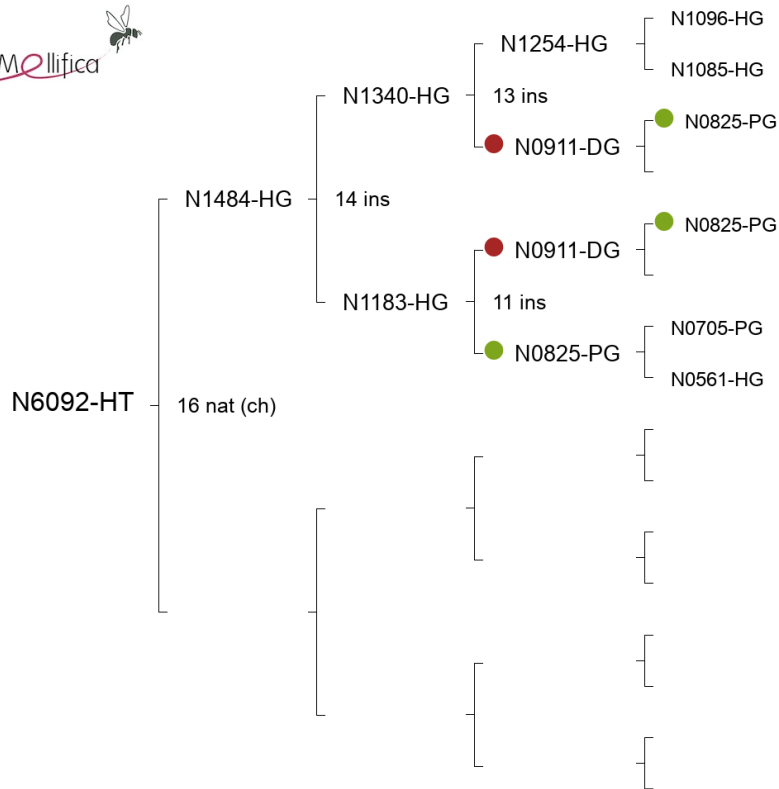 Mellifica
N1096-HG
N1254-HG
N1085-HG
N1340-HG
13 ins
N0825-PG
N0911-DG
N1484-HG
14 ins
N0825-PG
N0911-DG
N1183-HG
11 ins
N0705-PG
N0825-PG
N0561-HG
N6092-HT
16 nat (ch)